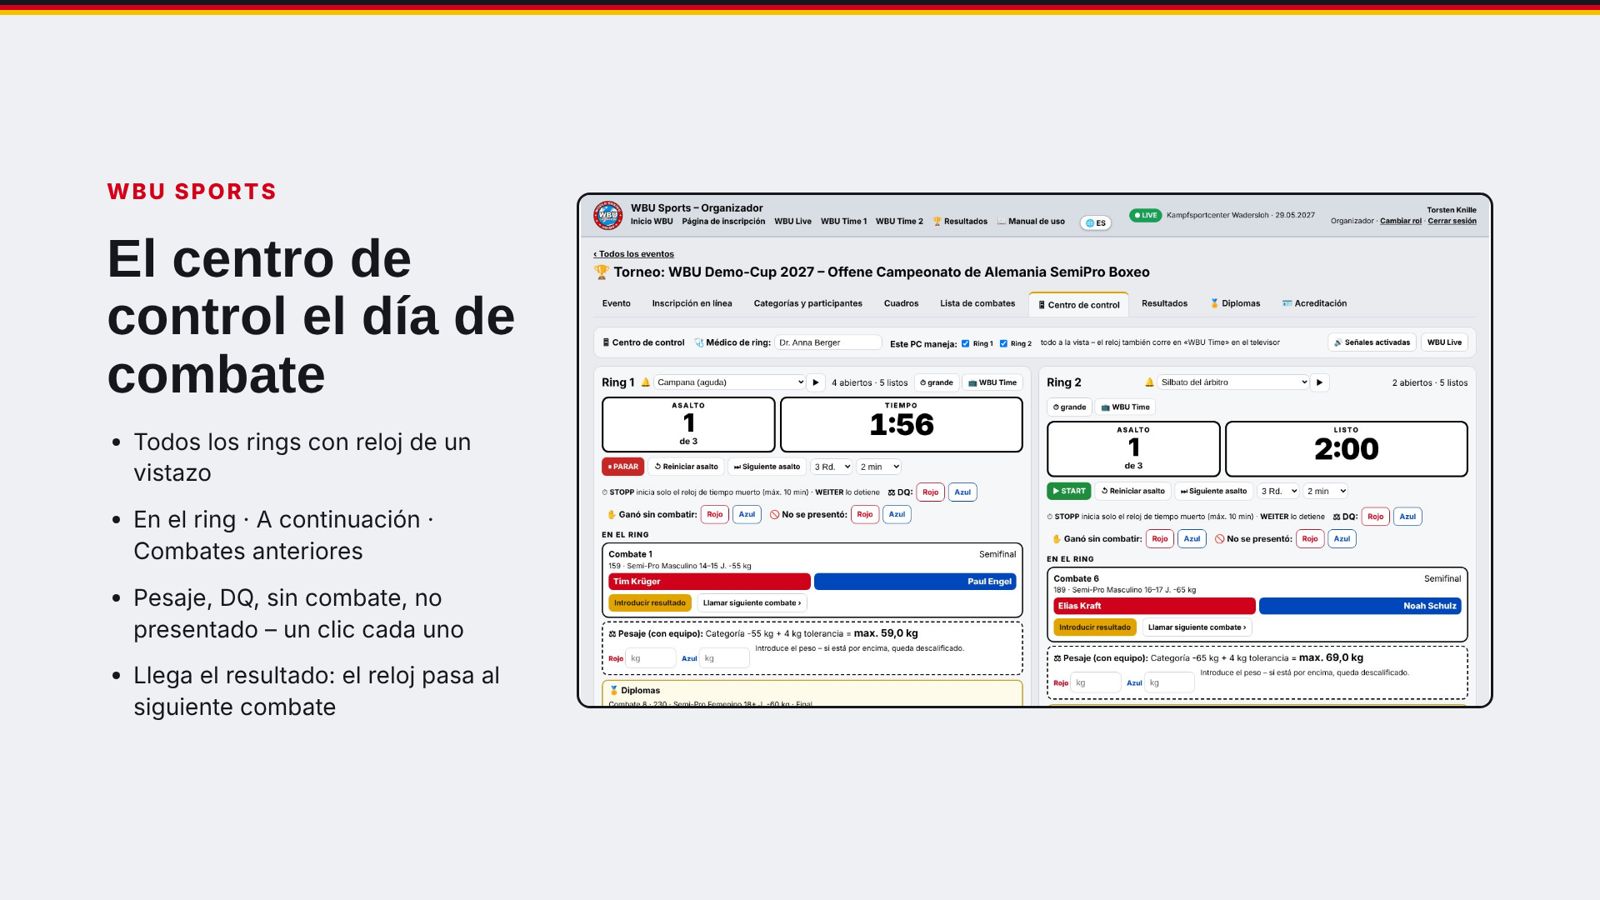 WBU SPORTS
El centro de
control el día de
combate
• Todos los rings con reloj de un
vistazo
• En el ring · A continuación ·
Combates anteriores
• Pesaje, DQ, sin combate, no
presentado – un clic cada uno
• Llega el resultado: el reloj pasa al
siguiente combate
WBU Sports – Organizador
Inicio WBU Página de inscripción WBU Live WBU Time 1 WBU Time 2 🏆 Resultados 📖 Manual de uso 🌐 ES
● LIVE Kampfsportcenter Wadersloh · 29.05.2027
Torsten Knille
Organizador · Cambiar rol · Cerrar sesión
‹ Todos los eventos
🏆 Torneo: WBU Demo-Cup 2027 – Offene Campeonato de Alemania SemiPro Boxeo
Evento Inscripción en línea Categorías y participantes Cuadros Lista de combates Centro de control Resultados Diplomas Acreditación
Centro de control Médico de ring: Dr. Anna Berger Este PC maneja: Ring 1 Ring 2 todo a la vista – el reloj también corre en «WBU Time» en el televisor Señales activadas WBU Live
Ring 1 Campana (agudo) ▶ 4 abiertos · 5 listos grande WBU Time
ASALTO
1
de 3
TIEMPO
1:56
PARAR Reiniciar asalto Siguiente asalto 3 Rd. 2 min
STOPP inicia solo el reloj de tiempo muerto (máx. 10 min) · WEITER lo detiene DQ: Rojo Azul
Ganó sin combatir: Rojo Azul No se presentó: Rojo Azul
EN EL RING
Combate 1 Semifinal
159 · Semi-Pro Masculino 14–15 J. -55 kg
Tim Krüger Paul Engel
Introducir resultado Llamar siguiente combate ›
Pesaje (con equipo): Categoría -55 kg + 4 kg tolerancia = max. 59,0 kg
Rojo kg Azul kg Introduce el peso – si está por encima, queda descalificado.
Diplomas
Combate 8 · 230 · Semi-Pro Femenino 18+ J. -60 kg · Final
Ring 2 Silbato del árbitro ▶ 2 abiertos · 5 listos
grande WBU Time
ASALTO
1
de 3
LISTO
2:00
START Reiniciar asalto Siguiente asalto 3 Rd. 2 min
STOPP inicia solo el reloj de tiempo muerto (máx. 10 min) · WEITER lo detiene DQ: Rojo Azul
Ganó sin combatir: Rojo Azul No se presentó: Rojo Azul
EN EL RING
Combate 6 Semifinal
189 · Semi-Pro Masculino 16–17 J. -65 kg
Elias Kraft Noah Schulz
Introducir resultado Llamar siguiente combate ›
Pesaje (con equipo): Categoría -65 kg + 4 kg tolerancia = max. 69,0 kg
Rojo kg Azul kg Introduce el peso – si está por encima, queda descalificado.